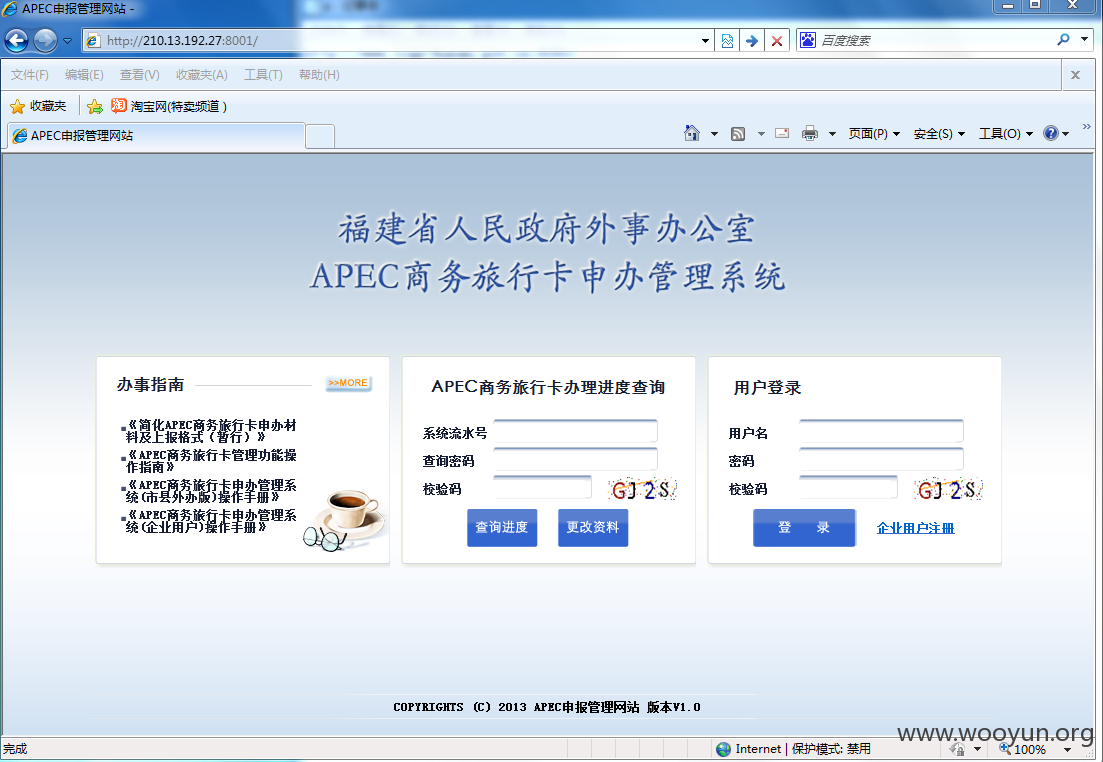 APEC申报管理网站 -
http://210.13.192.27:8001/
百度搜索
文件(F) 编辑(E) 查看(V) 收藏夹(A) 工具(T) 帮助(H)
x
收藏夹 淘 淘宝网(特卖频道 )
APEC申报管理网站
页面(P) 安全(S) 工具(O)
福建省人民政府外事办公室
APEC商务旅行卡申办管理系统
办事指南
>>MORE
《简化APEC商务旅行卡申办材
料及上报格式（暂行）》
《APEC商务旅行卡管理功能操
作指南》
《APEC商务旅行卡申办管理系
统(市县外办版)操作手册》
《APEC商务旅行卡申办管理系
统(企业用户)操作手册》
APEC商务旅行卡办理进度查询
系统流水号
查询密码
校验码 GJ2S
查询进度 更改资料
用户登录
用户名
密码
校验码 GJ2S
登 录 企业用户注册
COPYRIGHTS (C) 2013 APEC申报管理网站 版本V1.0
www.wooyun.org
完成 Internet | 保护模式: 禁用 100%